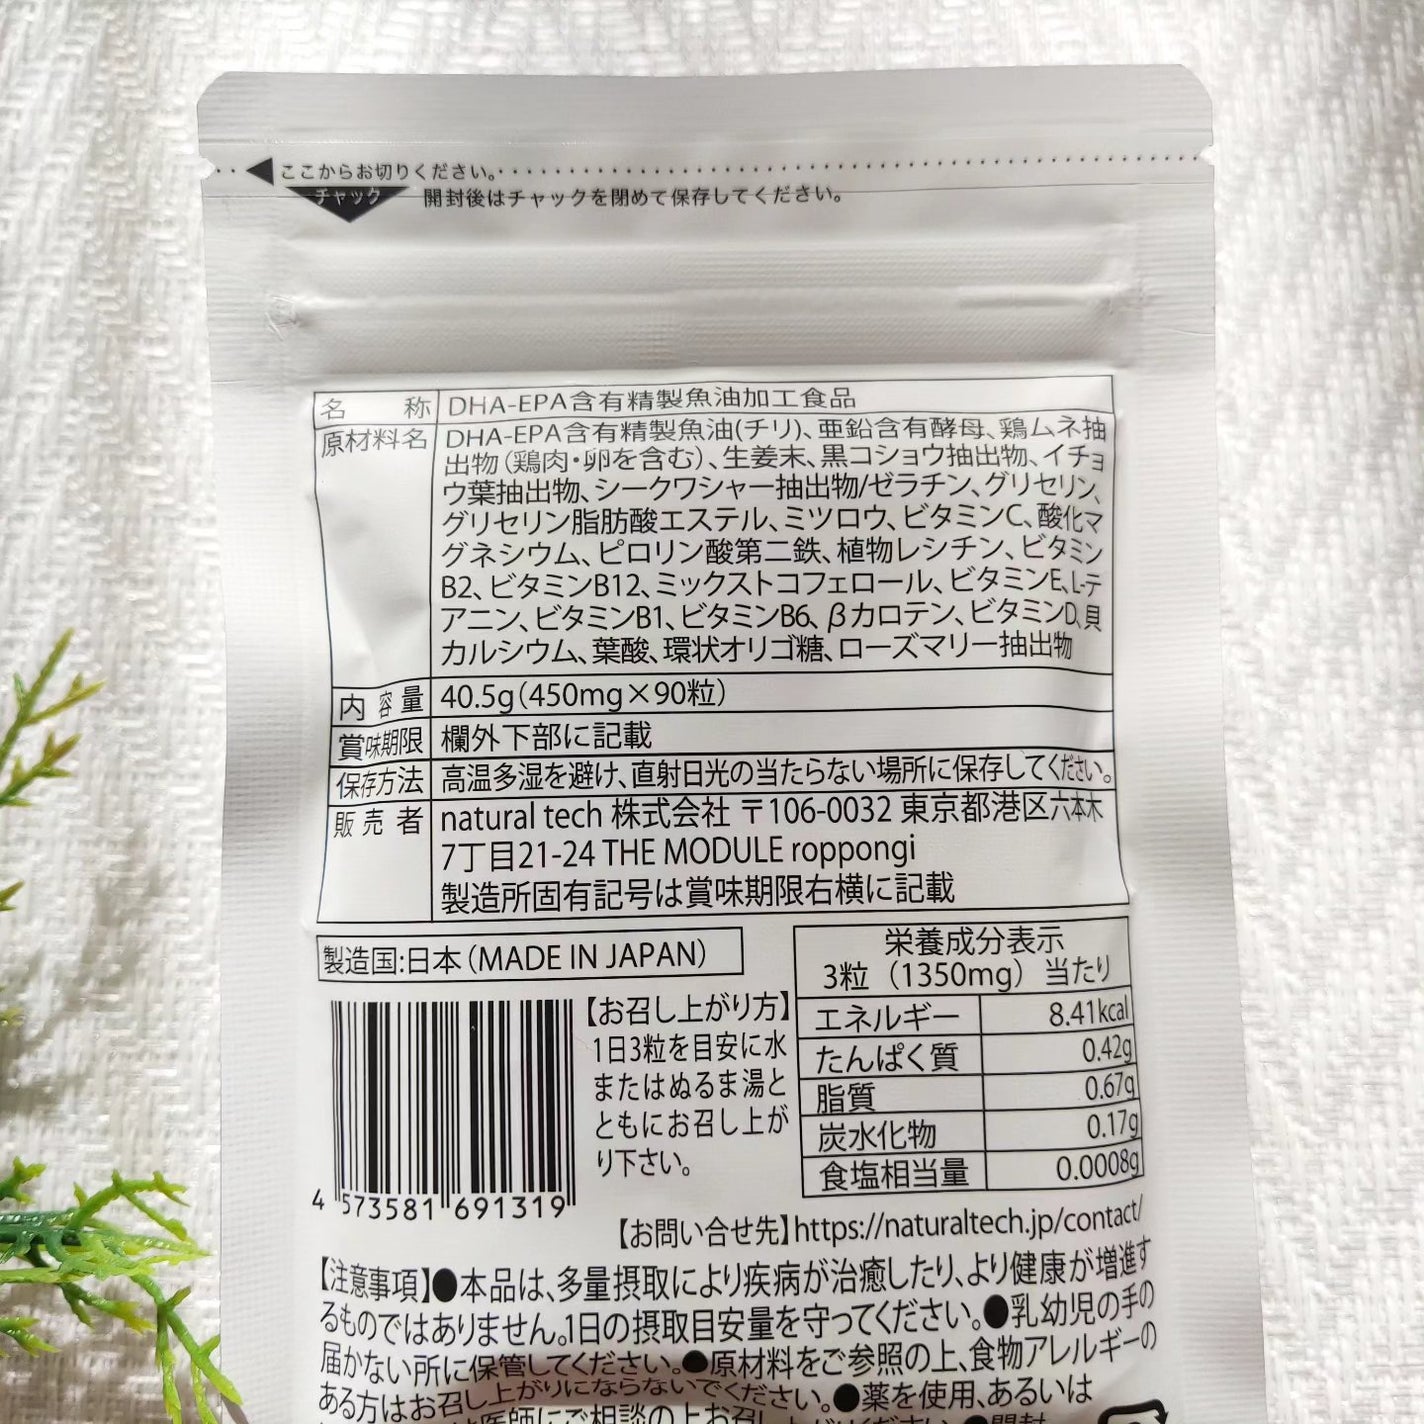 ここからお切りください。
チャック 開封後はチャックを閉めて保存してください。
名称 DHA-EPA含有精製魚油加工食品
原材料名 DHA-EPA含有精製魚油(チリ)、亜鉛含有酵母、鶏ムネ抽
出物(鶏肉・卵を含む)、生姜末、黒コショウ抽出物、イチョ
ウ葉抽出物、シークワシャー抽出物/ゼラチン、グリセリン、
グリセリン脂肪酸エステル、ミツロウ、ビタミンC、酸化マ
グネシウム、ピロリン酸第二鉄、植物レシチン、ビタミン
B2、ビタミンB12、ミックストコフェロール、ビタミンE、L-テ
アニン、ビタミンB1、ビタミンB6、βカロテン、ビタミンD、貝
カルシウム、葉酸、環状オリゴ糖、ローズマリー抽出物
内容量 40.5g(450mg×90粒)
賞味期限 欄外下部に記載
保存方法 高温多湿を避け、直射日光の当たらない場所に保存してください。
販売者 natural tech 株式会社 〒106-0032 東京都港区六本木
7丁目21-24 THE MODULE roppongi
製造所固有記号は賞味期限右横に記載
製造国:日本(MADE IN JAPAN)
4 573581 691319
【お召し上がり方】
1日3粒を目安に水
またはぬるま湯と
ともにお召し上が
り下さい。
栄養成分表示
3粒(1350mg)当たり
エネルギー 8.41kcal
たんぱく質 0.42g
脂質 0.67g
炭水化物 0.17g
食塩相当量 0.0008g
【お問い合せ先】https://naturaltech.jp/contact/
【注意事項】●本品は、多量摂取により疾病が治癒したり、より健康が増進す
るものではありません。1日の摂取目安量を守ってください。●乳幼児の手の
届かない所に保管してください。●原材料をご参照の上、食物アレルギーの
ある方はお召し上がりにならないでください。●薬を使用、あるいは
医師にご相談の上お召し上がりください。●開封